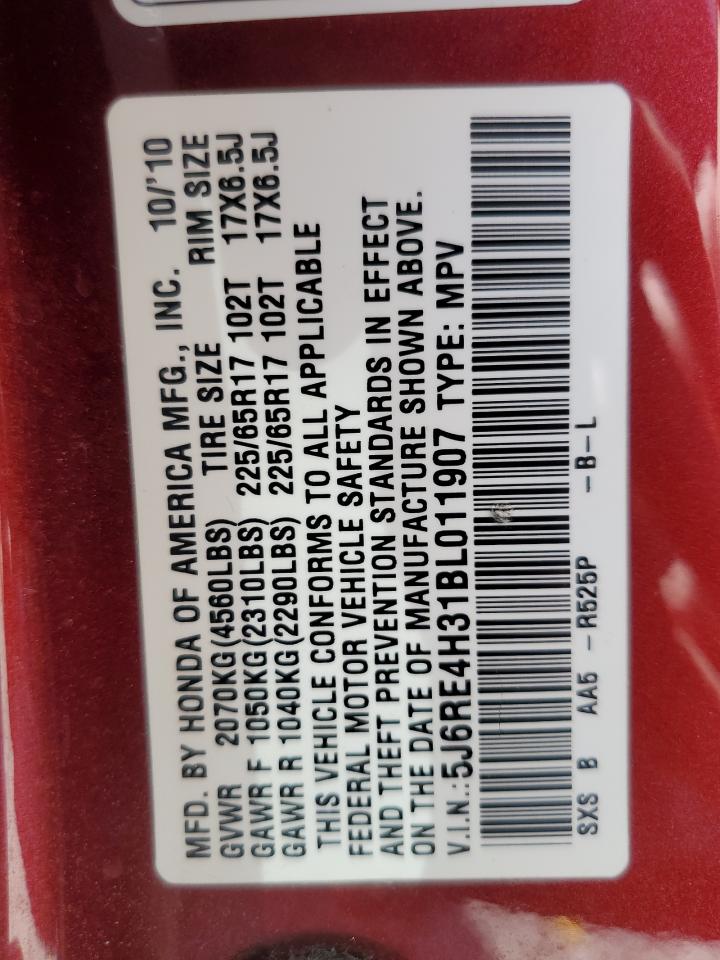 MFD. BY HONDA OF AMERICA MFG., INC. 10/'10
GVWR 2070KG(4560LBS) TIRE SIZE RIM SIZE
GAWR F 1050KG(2310LBS) 225/65R17 102T 17X6.5J
GAWR R 1040KG(2290LBS) 225/65R17 102T 17X6.5J
THIS VEHICLE CONFORMS TO ALL APPLICABLE
FEDERAL MOTOR VEHICLE SAFETY
AND THEFT PREVENTION STANDARDS IN EFFECT
ON THE DATE OF MANUFACTURE SHOWN ABOVE.
V.I.N.:5J6RE4H31BL011907 TYPE: MPV
SXS B AA5 -R525P -B-L